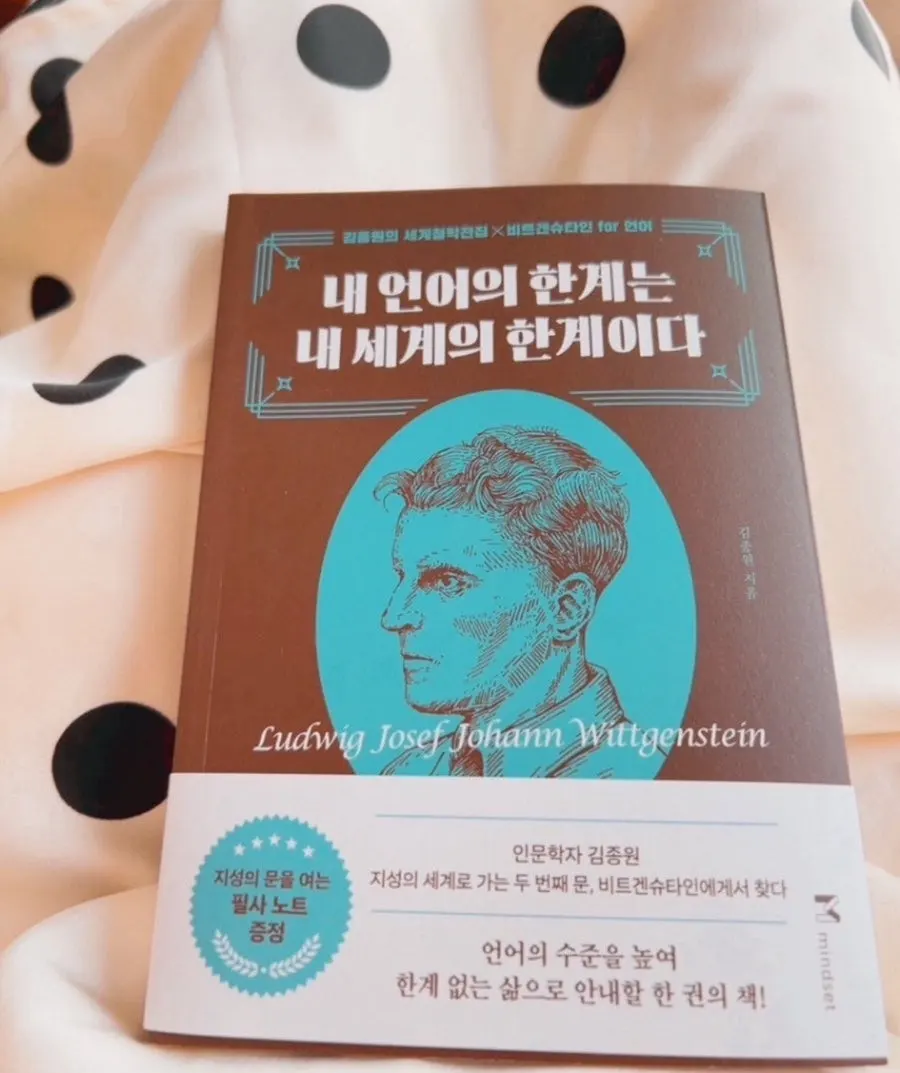 김종원의 세계철학전집 × 비트겐슈타인 for 언어
내 언어의 한계는
내 세계의 한계이다
김종원 지음
Ludwig Josef Johann Wittgenstein
지성의 문을 여는
필사 노트
증정
인문학자 김종원
지성의 세계로 가는 두 번째 문, 비트겐슈타인에게서 찾다
언어의 수준을 높여
한계 없는 삶으로 안내할 한 권의 책!
mindset